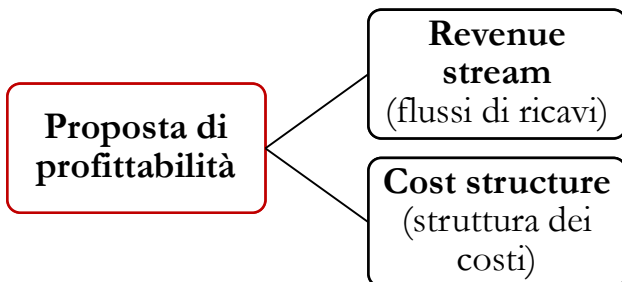 Proposta di
profittabilità
Revenue
stream
(flussi di ricavi)
Cost structure
(struttura dei
costi)